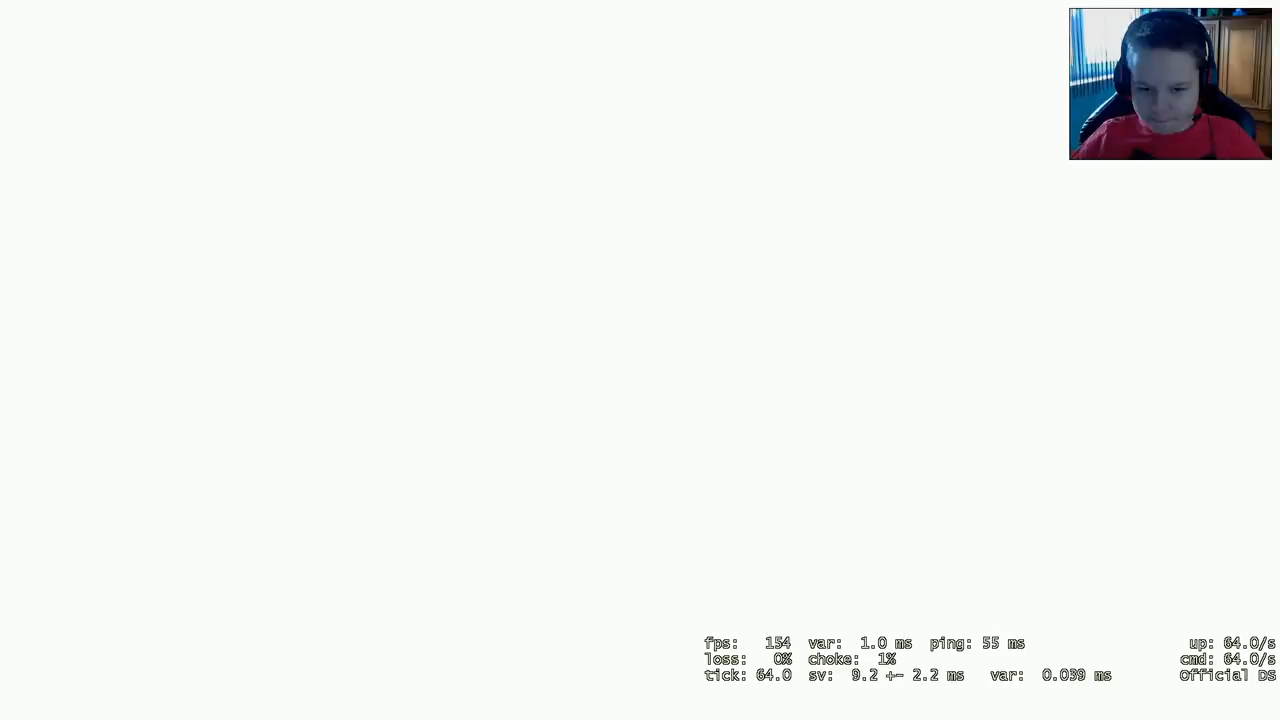 fps: 154 var: 1.0 ms ping: 55 ms up: 64.0/s
loss: 0% choke: 1% cmd: 64.0/s
tick: 64.0 sv: 9.2 +- 2.2 ms var: 0.039 ms Official DS